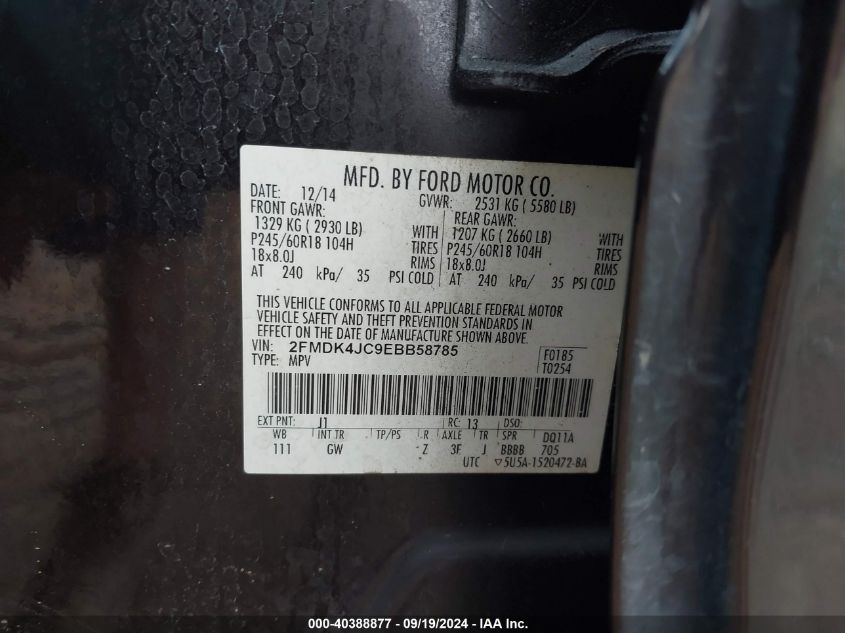 MFD. BY FORD MOTOR CO.
DATE: 12/14 GVWR: 2531 KG ( 5580 LB)
FRONT GAWR: REAR GAWR:
1329 KG ( 2930 LB) WITH 1207 KG ( 2660 LB) WITH
P245/60R18 104H TIRES P245/60R18 104H TIRES
18x8.0J RIMS 18x8.0J RIMS
AT 240 kPa/ 35 PSI COLD AT 240 kPa/ 35 PSI COLD
THIS VEHICLE CONFORMS TO ALL APPLICABLE FEDERAL MOTOR
VEHICLE SAFETY AND THEFT PREVENTION STANDARDS IN
EFFECT ON THE DATE OF MANUFACTURE SHOWN ABOVE.
VIN: 2FMDK4JC9EBB58785 F0185
TYPE: MPV T0254
EXT PNT: J1 RC: 13 DSO:
WB INT TR TP/PS R AXLE TR SPR DQ11A
111 GW Z 3F J BBBB 705
UTC ▽5U5A-1520472-BA
000-40388877 - 09/19/2024 - IAA Inc.